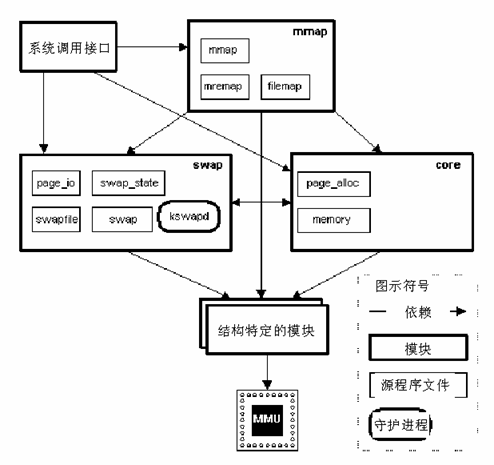 系统调用接口
mmap
mmap
mremap
filemap
swap
page_io
swap_state
swapfile
swap
kswapd
core
page_alloc
memory
结构特定的模块
MMU
图示符号
依赖
模块
源程序文件
守护进程